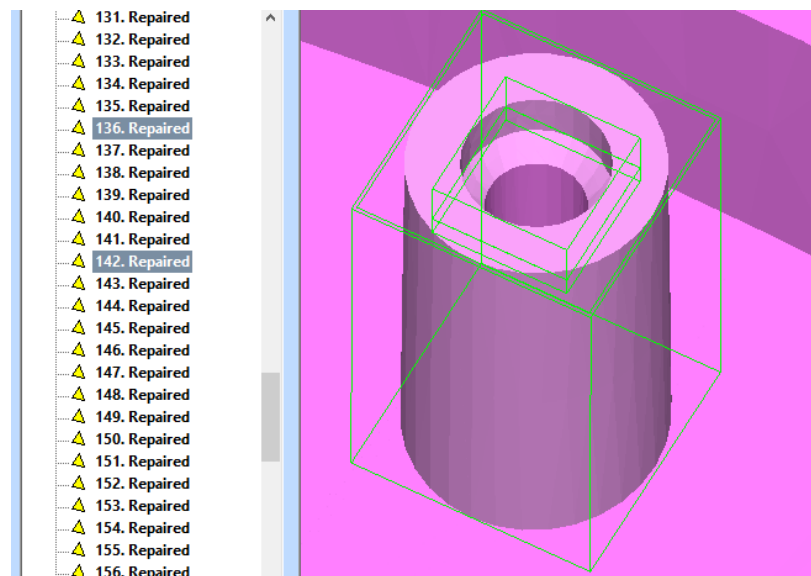 131. Repaired
132. Repaired
133. Repaired
134. Repaired
135. Repaired
136. Repaired
137. Repaired
138. Repaired
139. Repaired
140. Repaired
141. Repaired
142. Repaired
143. Repaired
144. Repaired
145. Repaired
146. Repaired
147. Repaired
148. Repaired
149. Repaired
150. Repaired
151. Repaired
152. Repaired
153. Repaired
154. Repaired
155. Repaired
156. Repaired